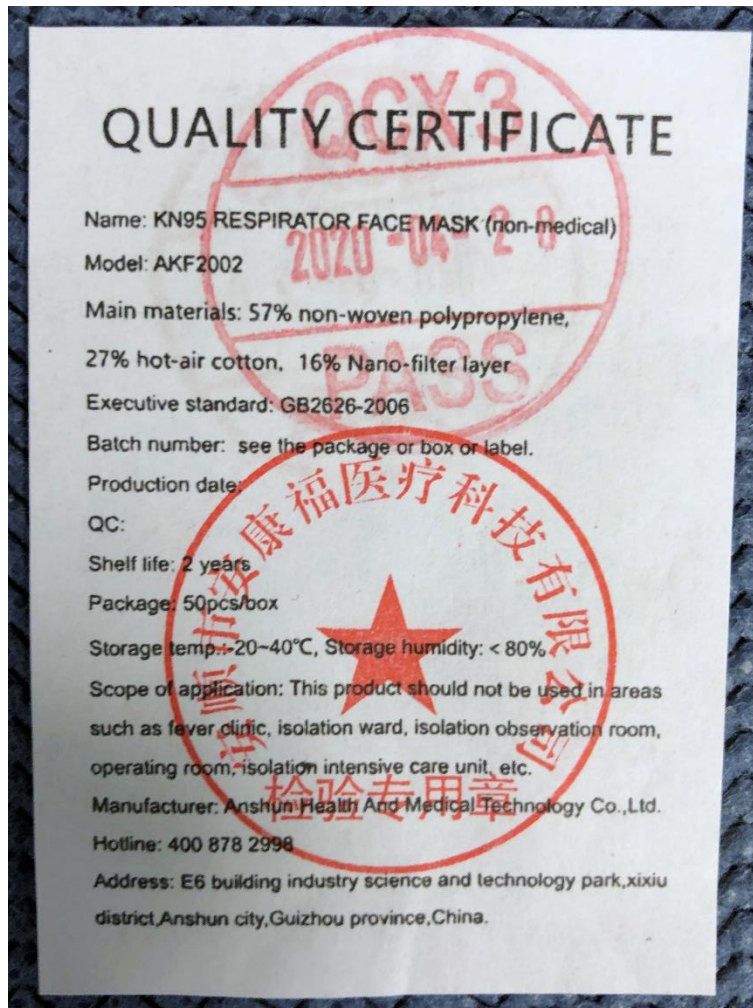 QCX3
QUALITY CERTIFICATE
Name: KN95 RESPIRATOR FACE MASK (non-medical)
2020-04-28
Model: AKF2002
Main materials: 57% non-woven polypropylene,
27% hot-air cotton, 16% Nano-filter layer
PASS
Executive standard: GB2626-2006
Batch number: see the package or box or label.
Production date:
QC:
Shelf life: 2 years
Package: 50pcs/box
Storage temp.:-20~40℃, Storage humidity: < 80%
Scope of application: This product should not be used in areas
such as fever clinic, isolation ward, isolation observation room,
operating room, isolation intensive care unit, etc.
Manufacturer: Anshun Health And Medical Technology Co.,Ltd.
Hotline: 400 878 2998
Address: E6 building industry science and technology park,xixiu
district,Anshun city,Guizhou province,China.
安顺市安康福医疗科技有限公司
检验专用章